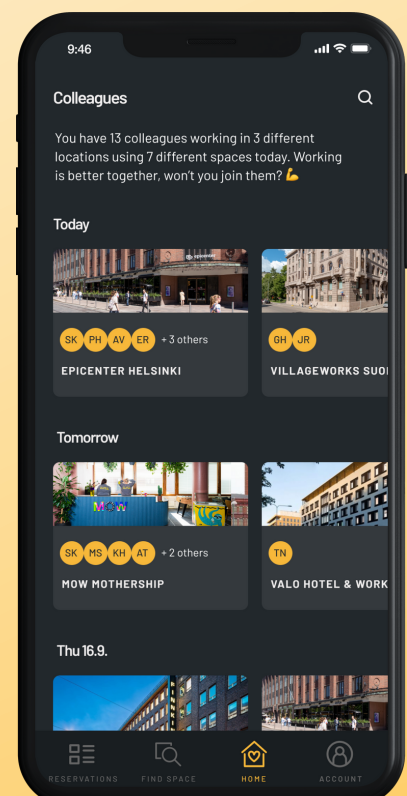 9:46
Colleagues
You have 13 colleagues working in 3 different
locations using 7 different spaces today. Working
is better together, won't you join them? 💪
Today
epicenter
SK PH AV ER + 3 others
GH JR
EPICENTER HELSINKI
VILLAGEWORKS SUO
Tomorrow
MOW
SK MS KH AT + 2 others
TN
MOW MOTHERSHIP
VALO HOTEL & WORK
Thu 16.9.
RESERVATIONS
FIND SPACE
HOME
ACCOUNT